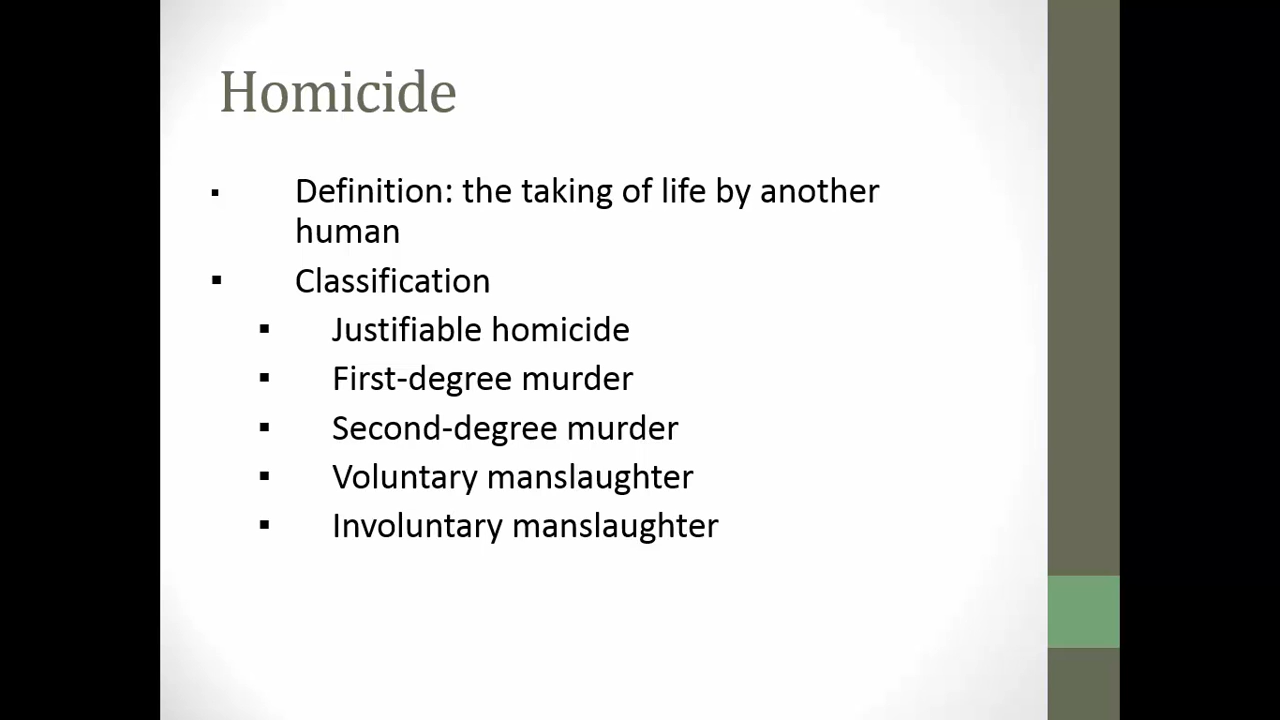 Homicide
▪ Definition: the taking of life by another
human
▪ Classification
▪ Justifiable homicide
▪ First-degree murder
▪ Second-degree murder
▪ Voluntary manslaughter
▪ Involuntary manslaughter